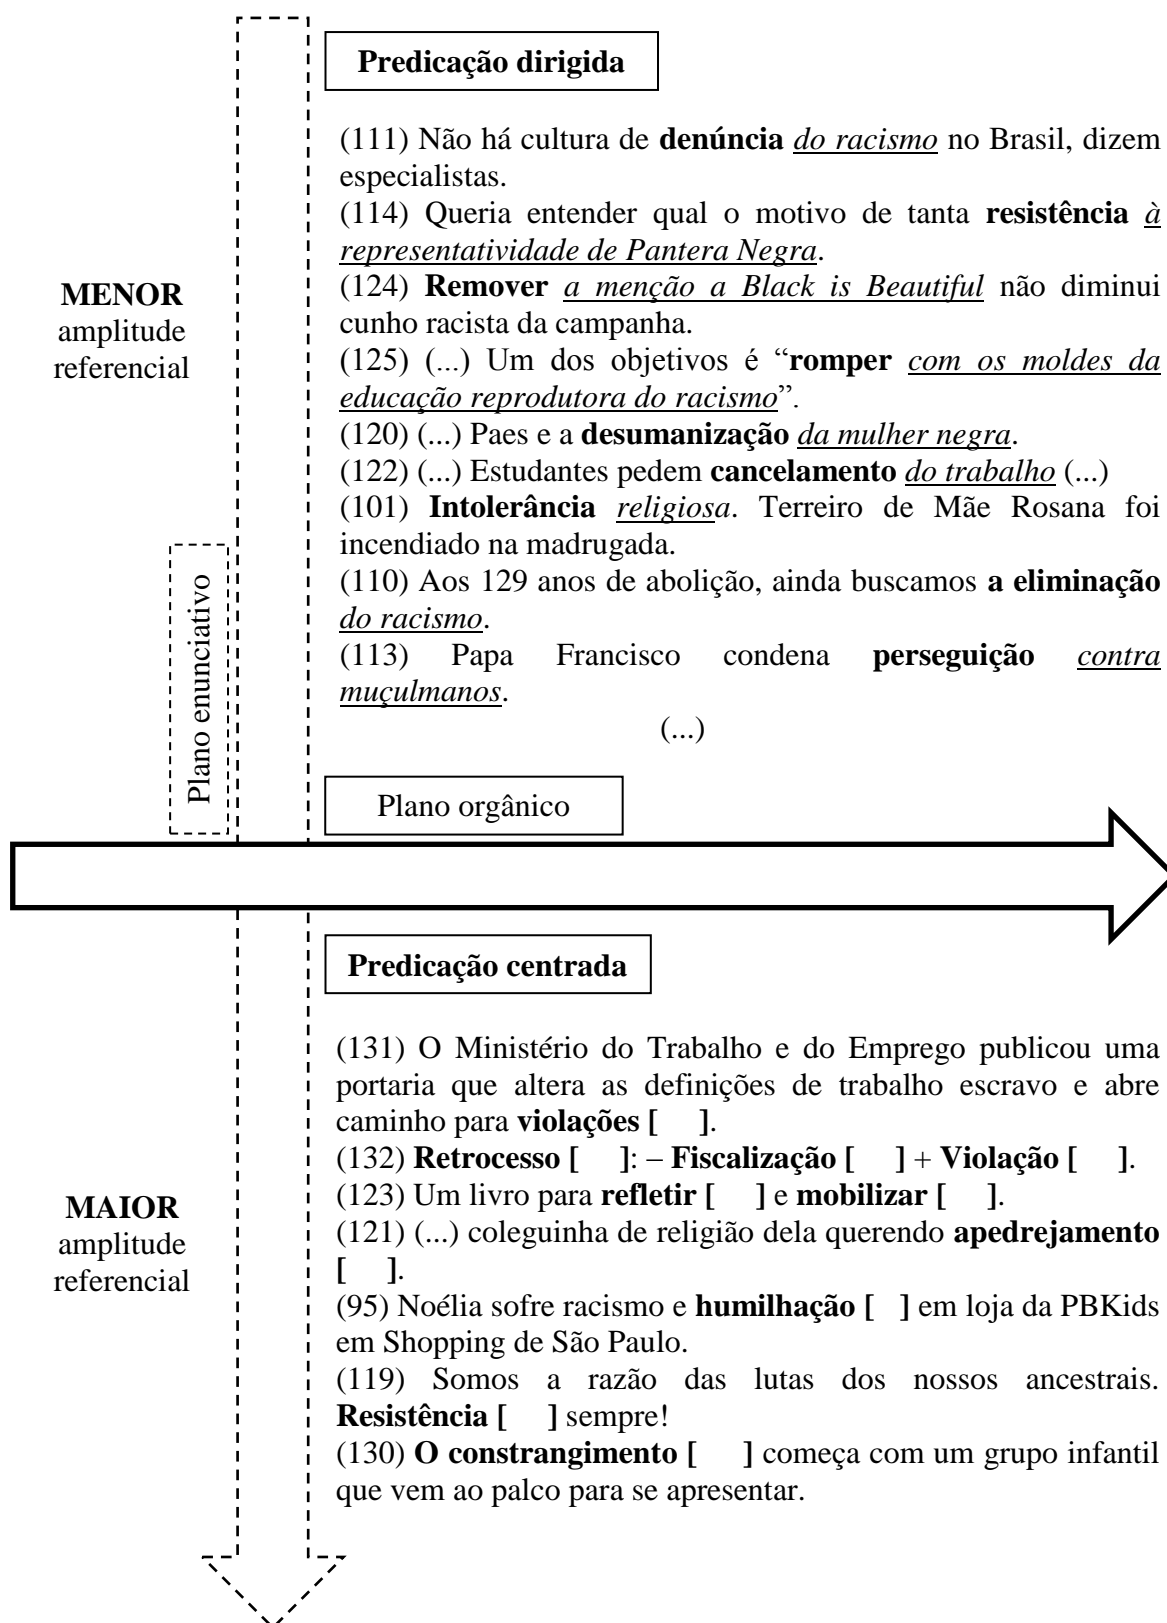 Predicação dirigida
(111) Não há cultura de denúncia do racismo no Brasil, dizem
especialistas.
(114) Queria entender qual o motivo de tanta resistência à
representatividade de Pantera Negra.
(124) Remover a menção a Black is Beautiful não diminui
cunho racista da campanha.
(125) (...) Um dos objetivos é “romper com os moldes da
educação reprodutora do racismo”.
(120) (...) Paes e a desumanização da mulher negra.
(122) (...) Estudantes pedem cancelamento do trabalho (...)
(101) Intolerância religiosa. Terreiro de Mãe Rosana foi
incendiado na madrugada.
(110) Aos 129 anos de abolição, ainda buscamos a eliminação
do racismo.
(113) Papa Francisco condena perseguição contra
muçulmanos.
(...)
MENOR
amplitude
referencial
Plano enunciativo
Plano orgânico
Predicação centrada
(131) O Ministério do Trabalho e do Emprego publicou uma
portaria que altera as definições de trabalho escravo e abre
caminho para violações [ ].
(132) Retrocesso [ ]: – Fiscalização [ ] + Violação [ ].
(123) Um livro para refletir [ ] e mobilizar [ ].
(121) (...) coleguinha de religião dela querendo apedrejamento
[ ].
(95) Noélia sofre racismo e humilhação [ ] em loja da PBKids
em Shopping de São Paulo.
(119) Somos a razão das lutas dos nossos ancestrais.
Resistência [ ] sempre!
(130) O constrangimento [ ] começa com um grupo infantil
que vem ao palco para se apresentar.
MAIOR
amplitude
referencial